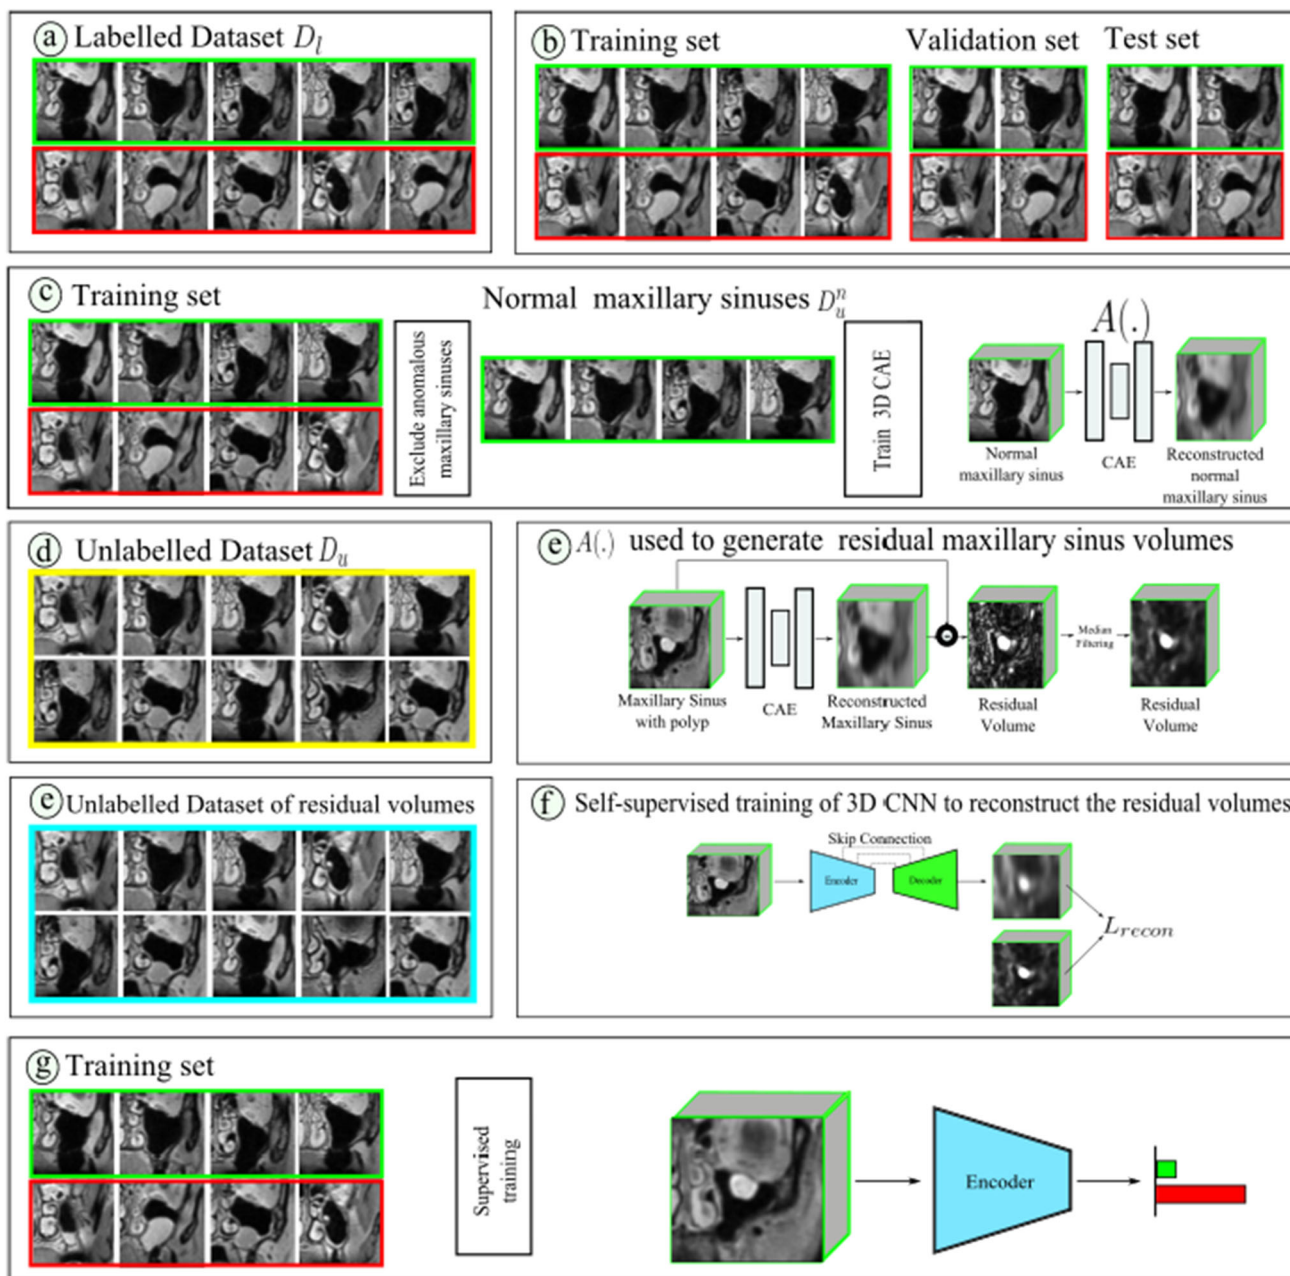 a Labelled Dataset D_l
b Training set
Validation set
Test set
c Training set
Exclude anomalous
maxillary sinuses
Normal maxillary sinuses D_u^n
Train 3D CAE
A(.)
Normal
maxillary sinus
CAE
Reconstructed
normal
maxillary sinus
d Unlabelled Dataset D_u
e A(.) used to generate residual maxillary sinus volumes
Maxillary Sinus
with polyp
CAE
Reconstructed
Maxillary Sinus
-
Residual
Volume
Median
Filtering
Residual
Volume
e Unlabelled Dataset of residual volumes
f Self-supervised training of 3D CNN to reconstruct the residual volumes
Skip Connection
Encoder
Decoder
L_recon
g Training set
Supervised
training
Encoder